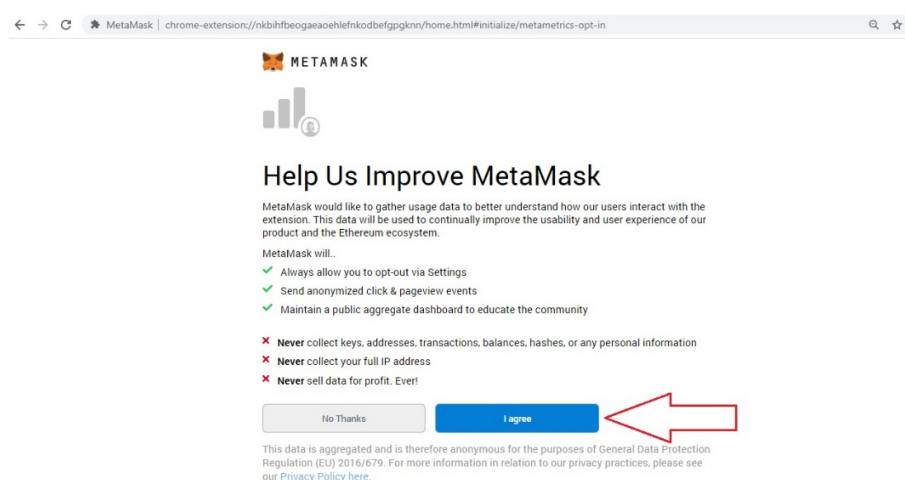 MetaMask | chrome-extension://nkbihfbeogaeaoehlefnkodbefgpgknn/home.html#initialize/metametrics-opt-in
METAMASK
Help Us Improve MetaMask
MetaMask would like to gather usage data to better understand how our users interact with the
extension. This data will be used to continually improve the usability and user experience of our
product and the Ethereum ecosystem.
MetaMask will..
Always allow you to opt-out via Settings
Send anonymized click & pageview events
Maintain a public aggregate dashboard to educate the community
Never collect keys, addresses, transactions, balances, hashes, or any personal information
Never collect your full IP address
Never sell data for profit. Ever!
No Thanks
I agree
This data is aggregated and is therefore anonymous for the purposes of General Data Protection
Regulation (EU) 2016/679. For more information in relation to our privacy practices, please see
our Privacy Policy here.